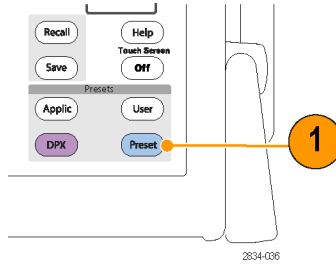 Recall
Help
Touch Screen
Save
Off
Presets
Applic
User
DPX
Preset
1
2834-036